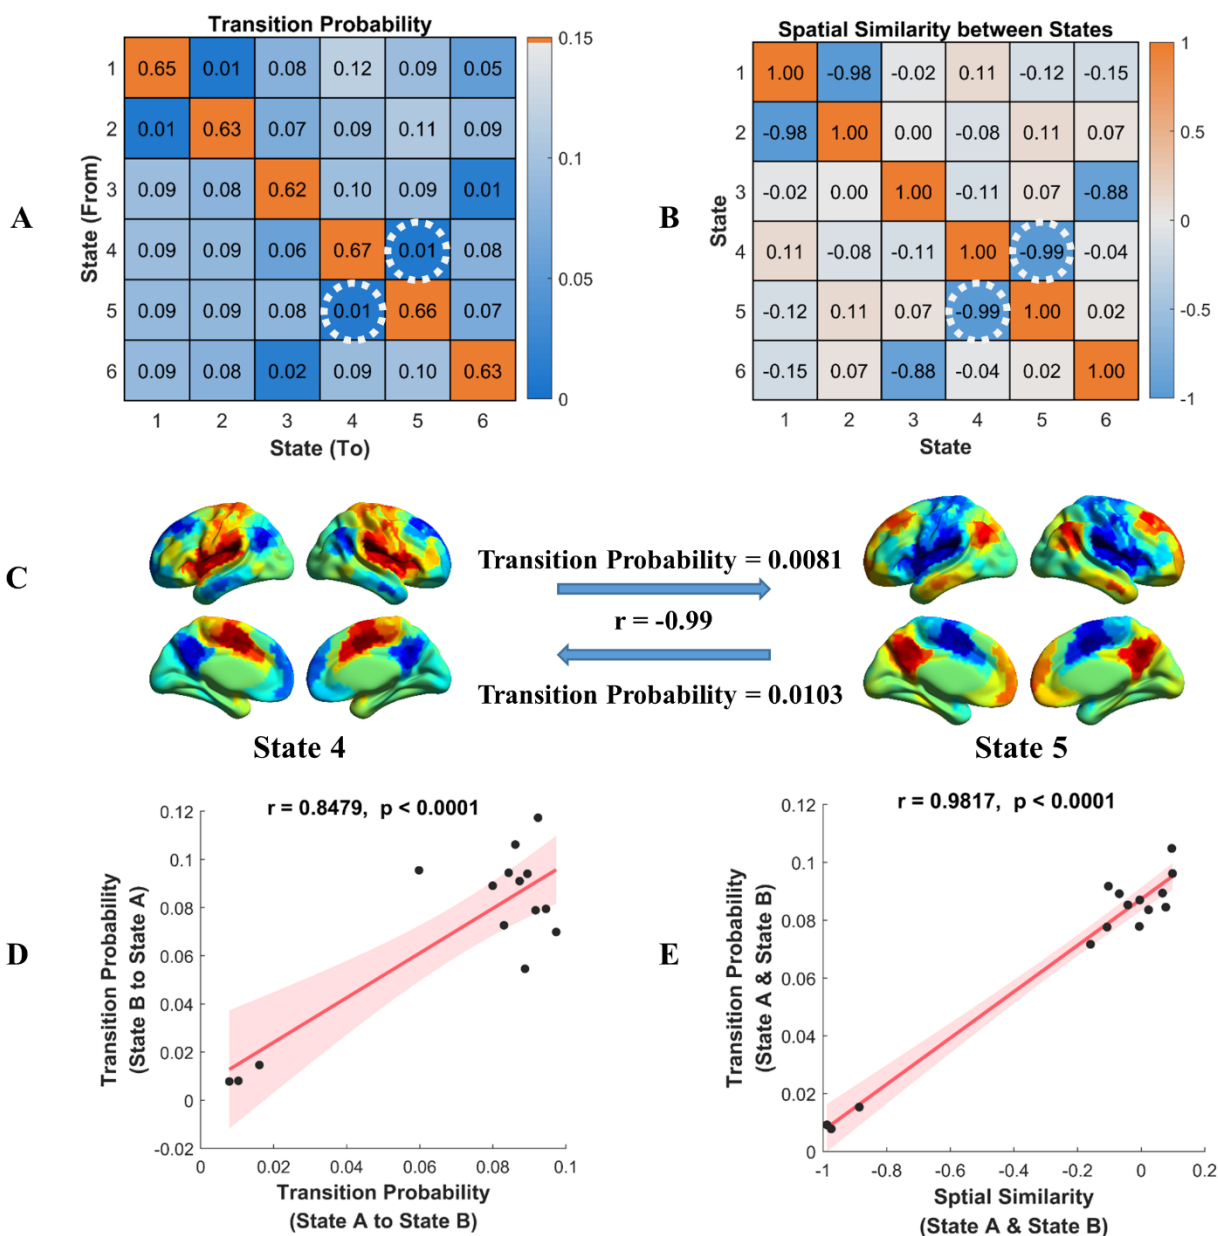 A
Transition Probability
State (From)
1 0.65 0.01 0.08 0.12 0.09 0.05
2 0.01 0.63 0.07 0.09 0.11 0.09
3 0.09 0.08 0.62 0.10 0.09 0.01
4 0.09 0.09 0.06 0.67 0.01 0.08
5 0.09 0.09 0.08 0.01 0.66 0.07
6 0.09 0.08 0.02 0.09 0.10 0.63
1 2 3 4 5 6
State (To)
0.15
0.1
0.05
0
B
Spatial Similarity between States
State
1 1.00 -0.98 -0.02 0.11 -0.12 -0.15
2 -0.98 1.00 0.00 -0.08 0.11 0.07
3 -0.02 0.00 1.00 -0.11 0.07 -0.88
4 0.11 -0.08 -0.11 1.00 -0.99 -0.04
5 -0.12 0.11 0.07 -0.99 1.00 0.02
6 -0.15 0.07 -0.88 -0.04 0.02 1.00
1 2 3 4 5 6
State
1
0.5
0
-0.5
-1
C
Transition Probability = 0.0081
r = -0.99
Transition Probability = 0.0103
State 4
State 5
D
r = 0.8479, p < 0.0001
Transition Probability
(State B to State A)
0.12
0.1
0.08
0.06
0.04
0.02
0
-0.02
0 0.02 0.04 0.06 0.08 0.1
Transition Probability
(State A to State B)
E
r = 0.9817, p < 0.0001
Transition Probability
(State A & State B)
0.12
0.1
0.08
0.06
0.04
0.02
0
-1 -0.8 -0.6 -0.4 -0.2 0 0.2
Sptial Similarity
(State A & State B)